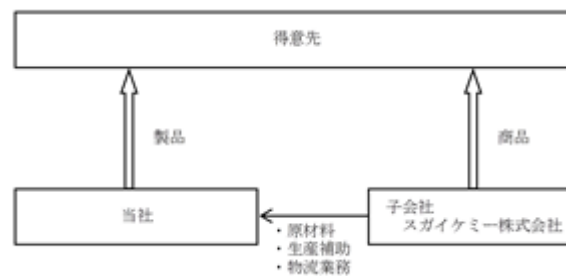 得意先
製品
商品
当社
子会社
スガイケミー株式会社
・原材料
・生産補助
・物流業務